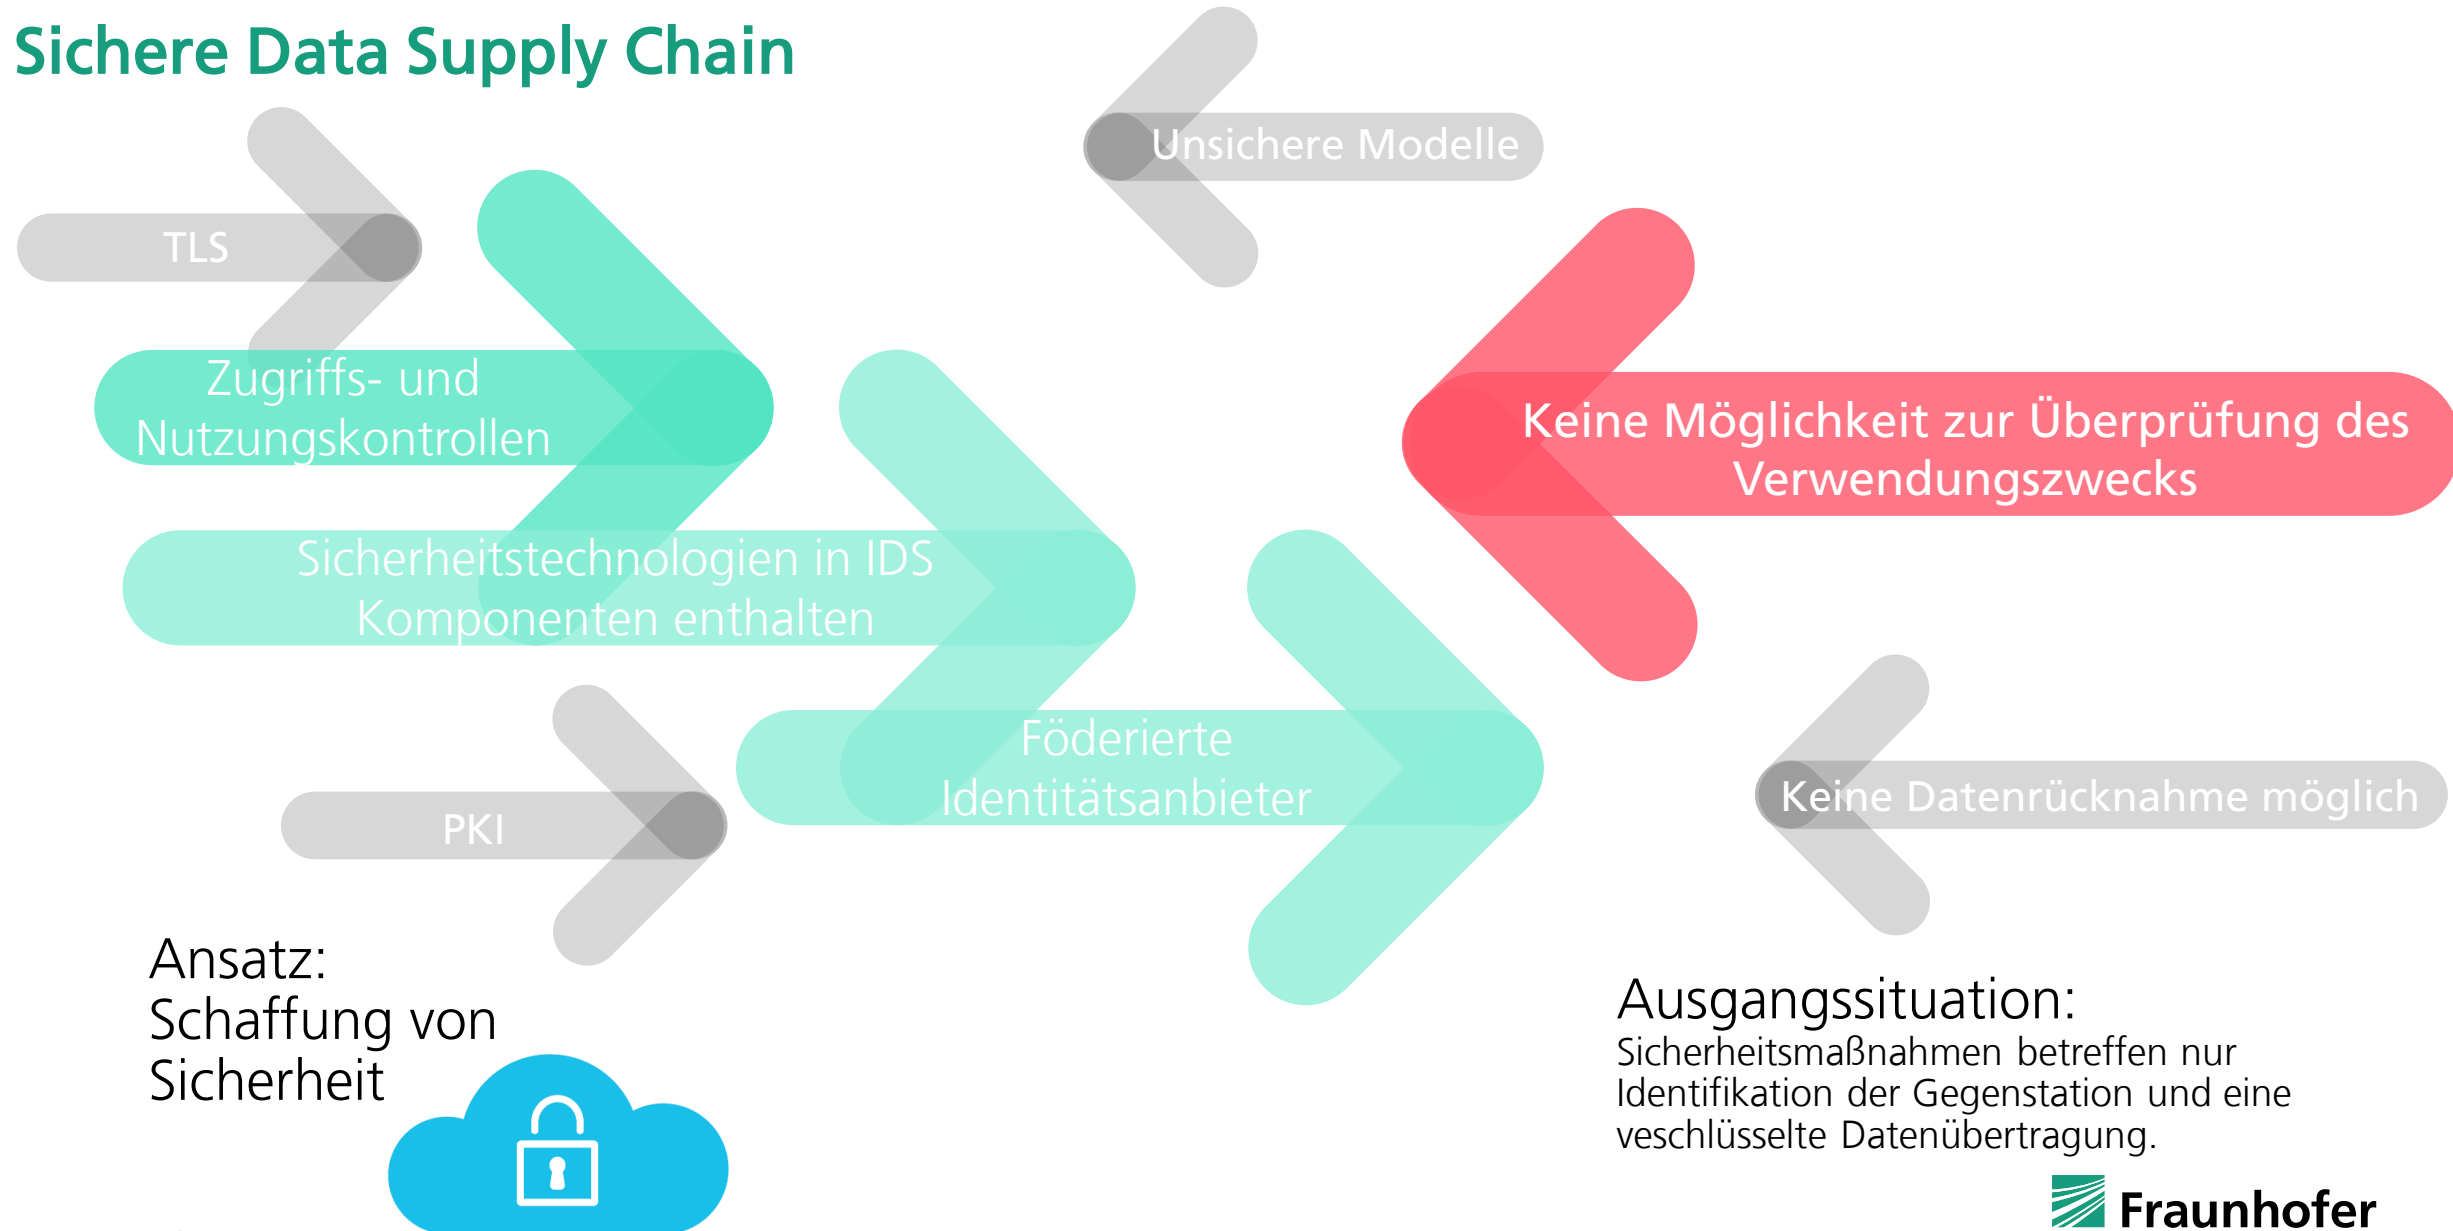 Sichere Data Supply Chain
Unsichere Modelle
TLS
Zugriffs- und
Nutzungskontrollen
Keine Möglichkeit zur Überprüfung des
Verwendungszwecks
Sicherheitstechnologien in IDS
Komponenten enthalten
Föderierte
Identitätsanbieter
PKI
Keine Datenrücknahme möglich
Ansatz:
Schaffung von
Sicherheit
Ausgangssituation:
Sicherheitsmaßnahmen betreffen nur
Identifikation der Gegenstation und eine
veschlüsselte Datenübertragung.
Fraunhofer